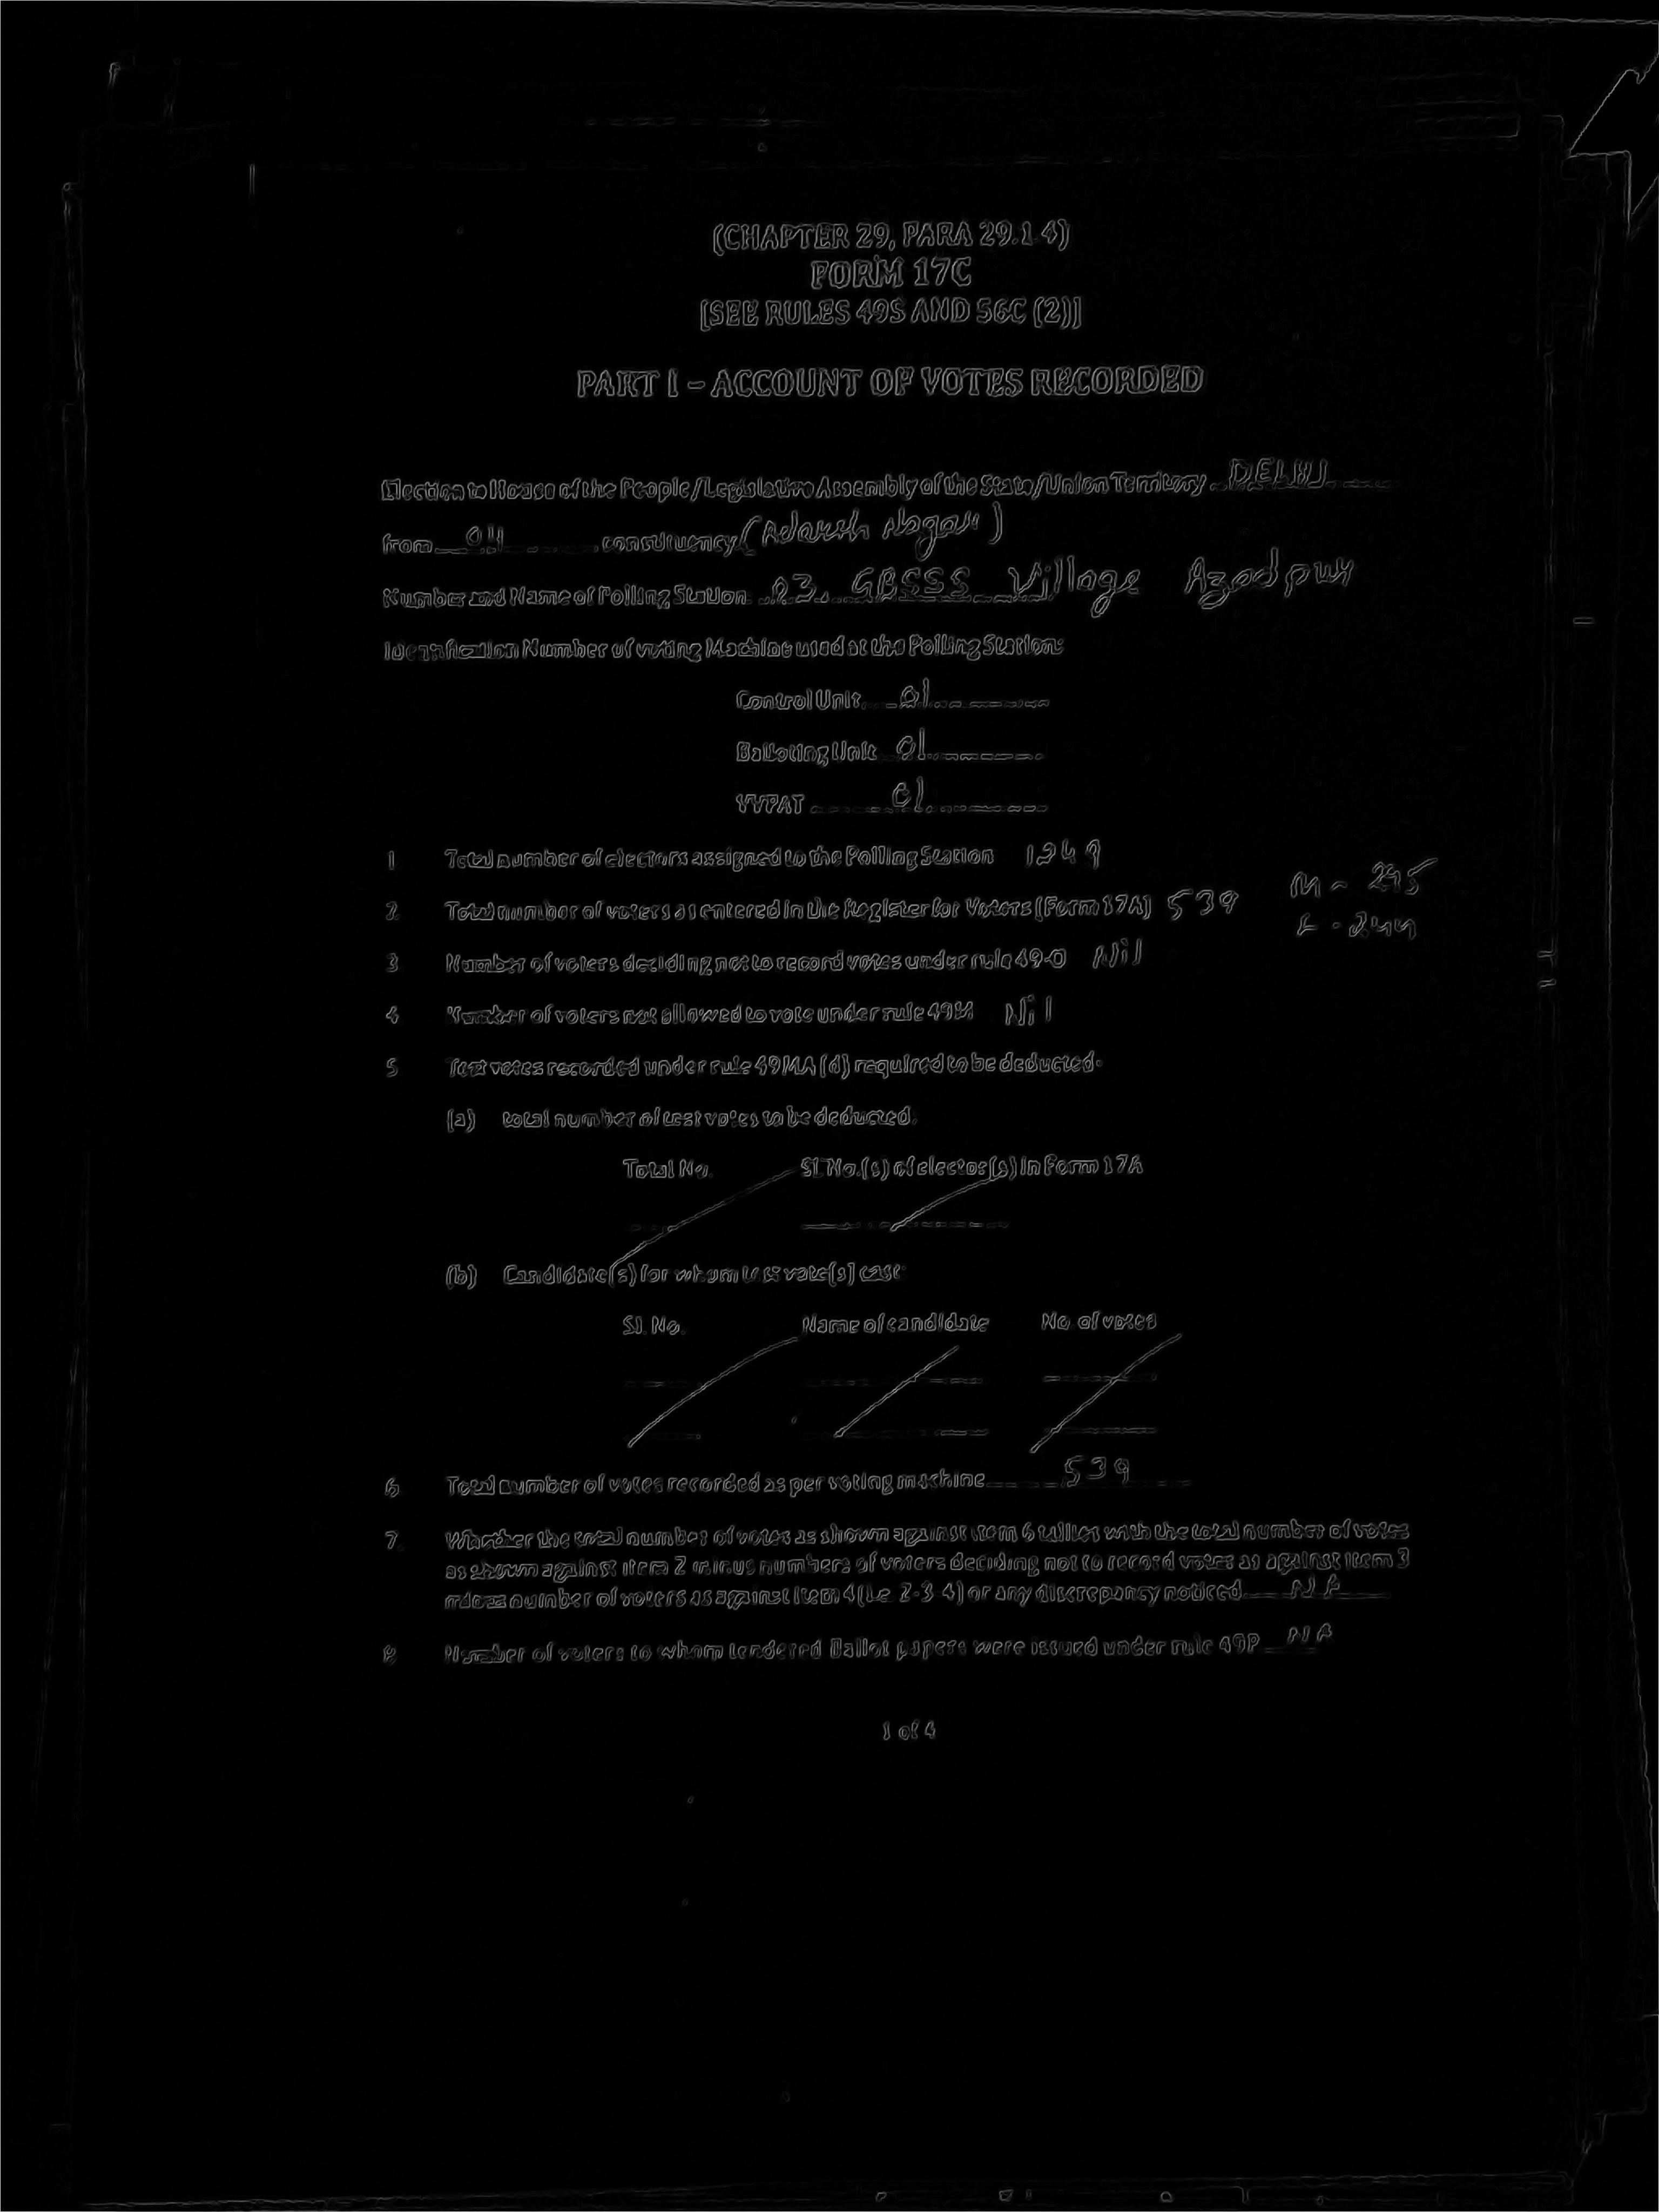 (CHAPTER 29, PARA 29.1.4)
FORM 17C
[SEE RULES 49S AND 56C (2)]
PART I – ACCOUNT OF VOTES RECORDED
Election to House of the People/Legislative Assembly of the State/Union Territory DELHI
from 04 constituency (Adarsh Nagar)
Number and Name of Polling Station 03, GBSSS Village Azadpur
Identification Number of voting Machine used at the Polling Station:
Control Unit 01
Balloting Unit 01
VVPAT 01
1 Total number of electors assigned to the Polling Station 1249
2. Total number of voters as entered in the Register for Voters (Form 17A) 539 M - 295
F - 244
3 Number of voters deciding not to record votes under rule 49-O Nil
4 Number of voters not allowed to vote under rule 49M Nil
5 Test votes recorded under rule 49MA (d) required to be deducted-
(a) total number of test votes to be deducted.
Total No. Sl. No.(s) of elector(s) in Form 17A
(b) Candidate(s) for whom test vote(s) cast
Sl. No. Name of candidate No of votes
6 Total number of votes recorded as per voting machine 539
7. Whether the total number of votes as shown against item 6 tallies with the total number of votes
as shown against item 2 minus numbers of voters deciding not to record votes as against item 3
minus number of voters as against item 4 (i.e 2-3-4) or any discrepancy noticed NA
8 Number of voters to whom tendered Ballot papers were issued under rule 49P NA
1 of 4